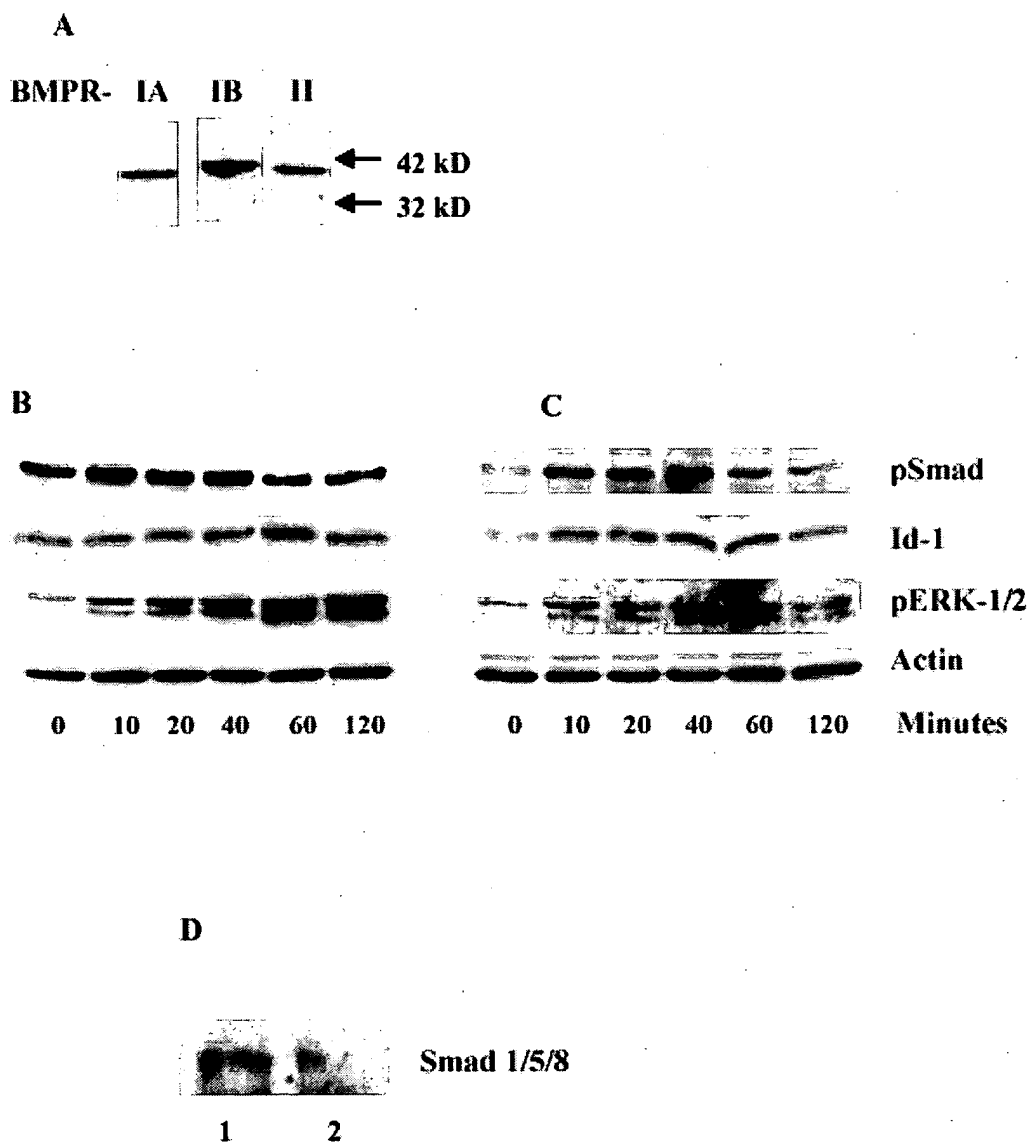 A
BMPR- IA IB II
42 kD
32 kD
B C
pSmad
Id-1
pERK-1/2
Actin
0 10 20 40 60 120 0 10 20 40 60 120 Minutes
D
Smad 1/5/8
1 2